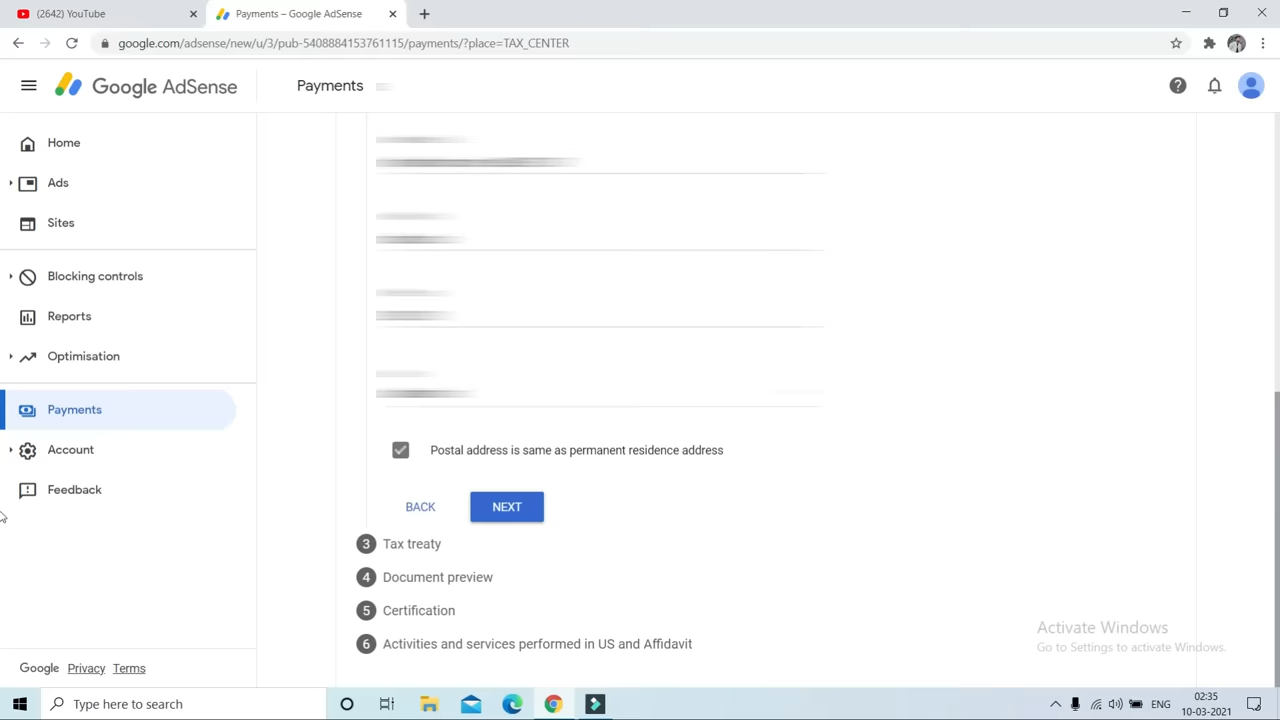 (2642) YouTube
Payments – Google AdSense
google.com/adsense/new/u/3/pub-5408884153761115/payments/?place=TAX_CENTER
Google AdSense
Payments
Home
Ads
Sites
Blocking controls
Reports
Optimisation
Payments
Account
Feedback
Postal address is same as permanent residence address
BACK NEXT
3 Tax treaty
4 Document preview
5 Certification
6 Activities and services performed in US and Affidavit
Activate Windows
Go to Settings to activate Windows.
Google Privacy Terms
Type here to search
ENG
02:35
10-03-2021